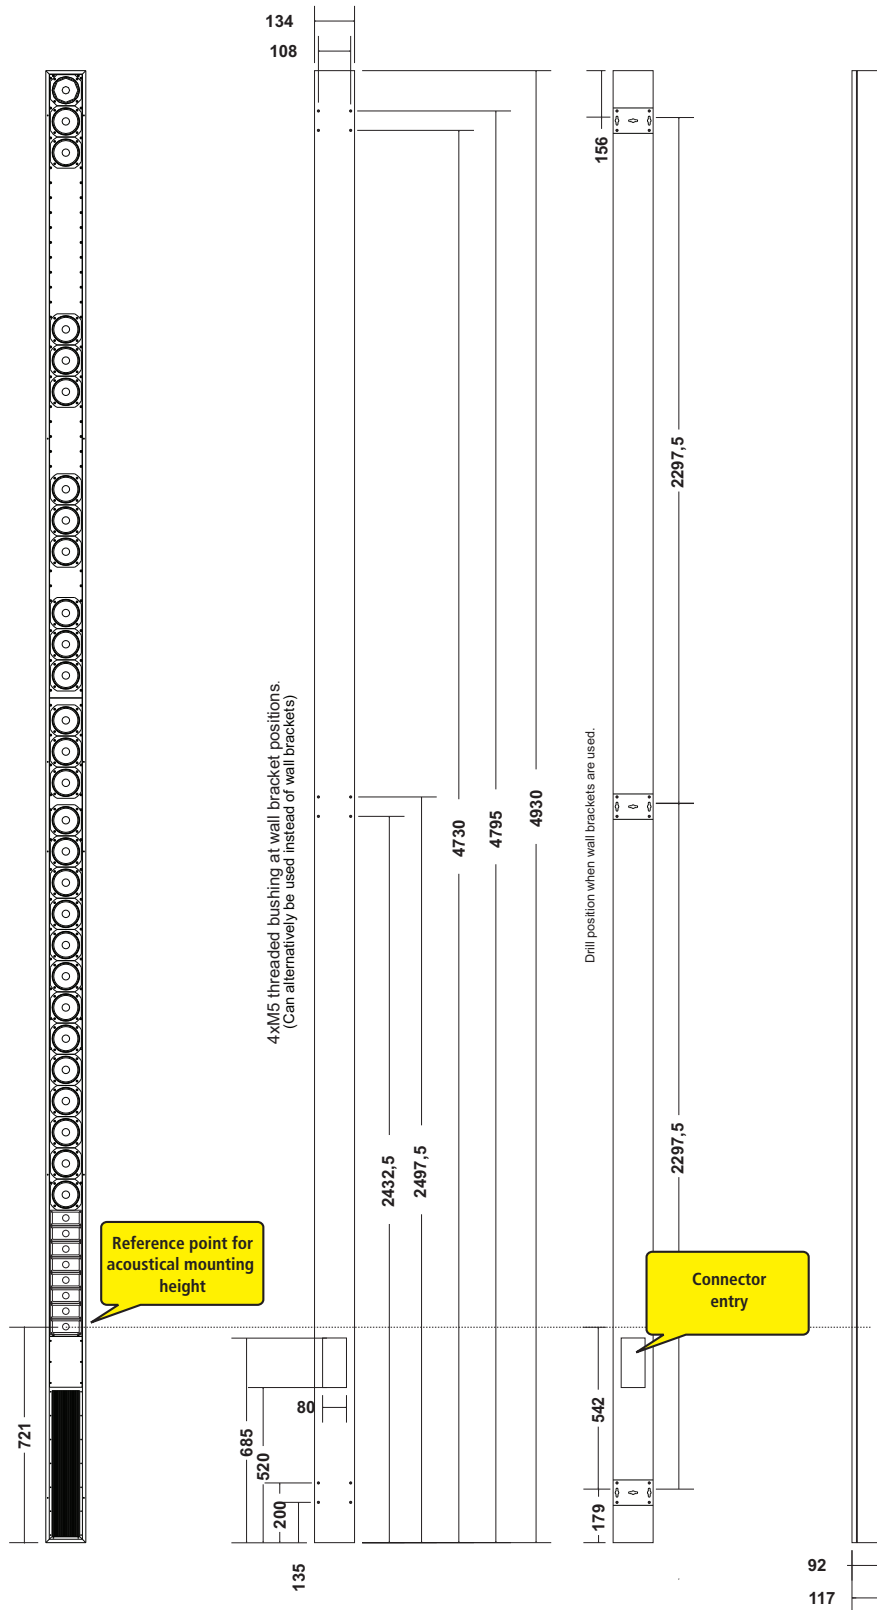 134
108
156
2297,5
4xM5 threaded bushing at wall bracket positions.
(Can alternatively be used instead of wall brackets)
Drill position when wall brackets are used.
4730
4795
4930
2432,5
2497,5
2297,5
Reference point for
acoustical mounting
height
Connector
entry
721
685
520
80
542
200
179
135
92
117